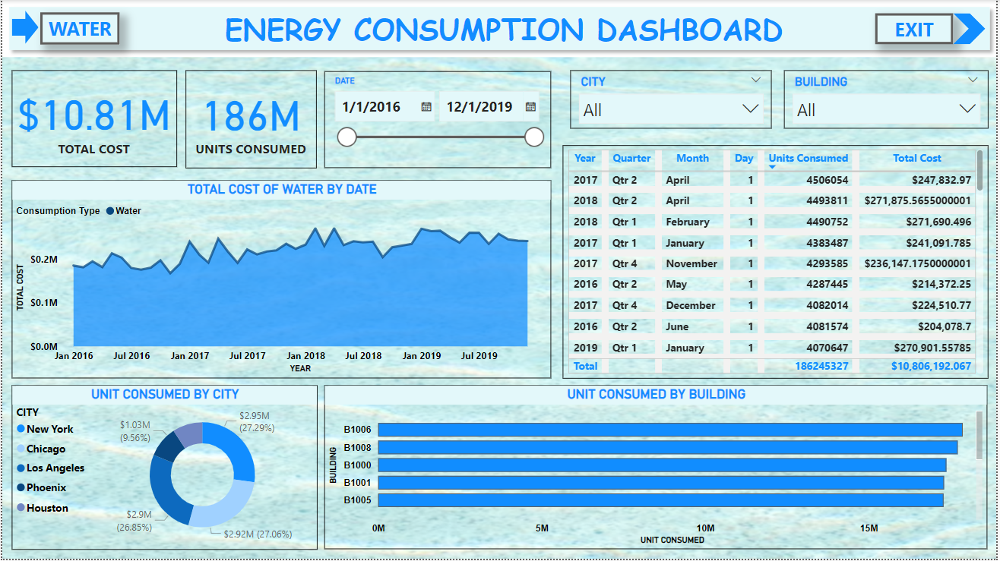 WATER
ENERGY CONSUMPTION DASHBOARD
EXIT
$10.81M
TOTAL COST
186M
UNITS CONSUMED
DATE
1/1/2016 12/1/2019
CITY
All
BUILDING
All
Year Quarter Month Day Units Consumed Total Cost
2017 Qtr 2 April 1 4506054 $247,832.97
2018 Qtr 2 April 1 4493811 $271,875.5655000001
2018 Qtr 1 February 1 4490752 $271,690.496
2017 Qtr 1 January 1 4383487 $241,091.785
2017 Qtr 4 November 1 4293585 $236,147.1750000001
2016 Qtr 2 May 1 4287445 $214,372.25
2017 Qtr 4 December 1 4082014 $224,510.77
2016 Qtr 2 June 1 4081574 $204,078.7
2019 Qtr 1 January 1 4070647 $270,901.55785
Total 186245327 $10,806,192.067
TOTAL COST OF WATER BY DATE
Consumption Type Water
TOTAL COST
$0.2M
$0.1M
$0.0M
Jan 2016 Jul 2016 Jan 2017 Jul 2017 Jan 2018 Jul 2018 Jan 2019 Jul 2019
YEAR
UNIT CONSUMED BY CITY
CITY
New York
Chicago
Los Angeles
Phoenix
Houston
$1.03M
(9.56%)
$2.95M
(27.29%)
$2.9M
(26.85%)
$2.92M (27.06%)
UNIT CONSUMED BY BUILDING
BUILDING
B1006
B1008
B1000
B1001
B1005
0M 5M 10M 15M
UNIT CONSUMED